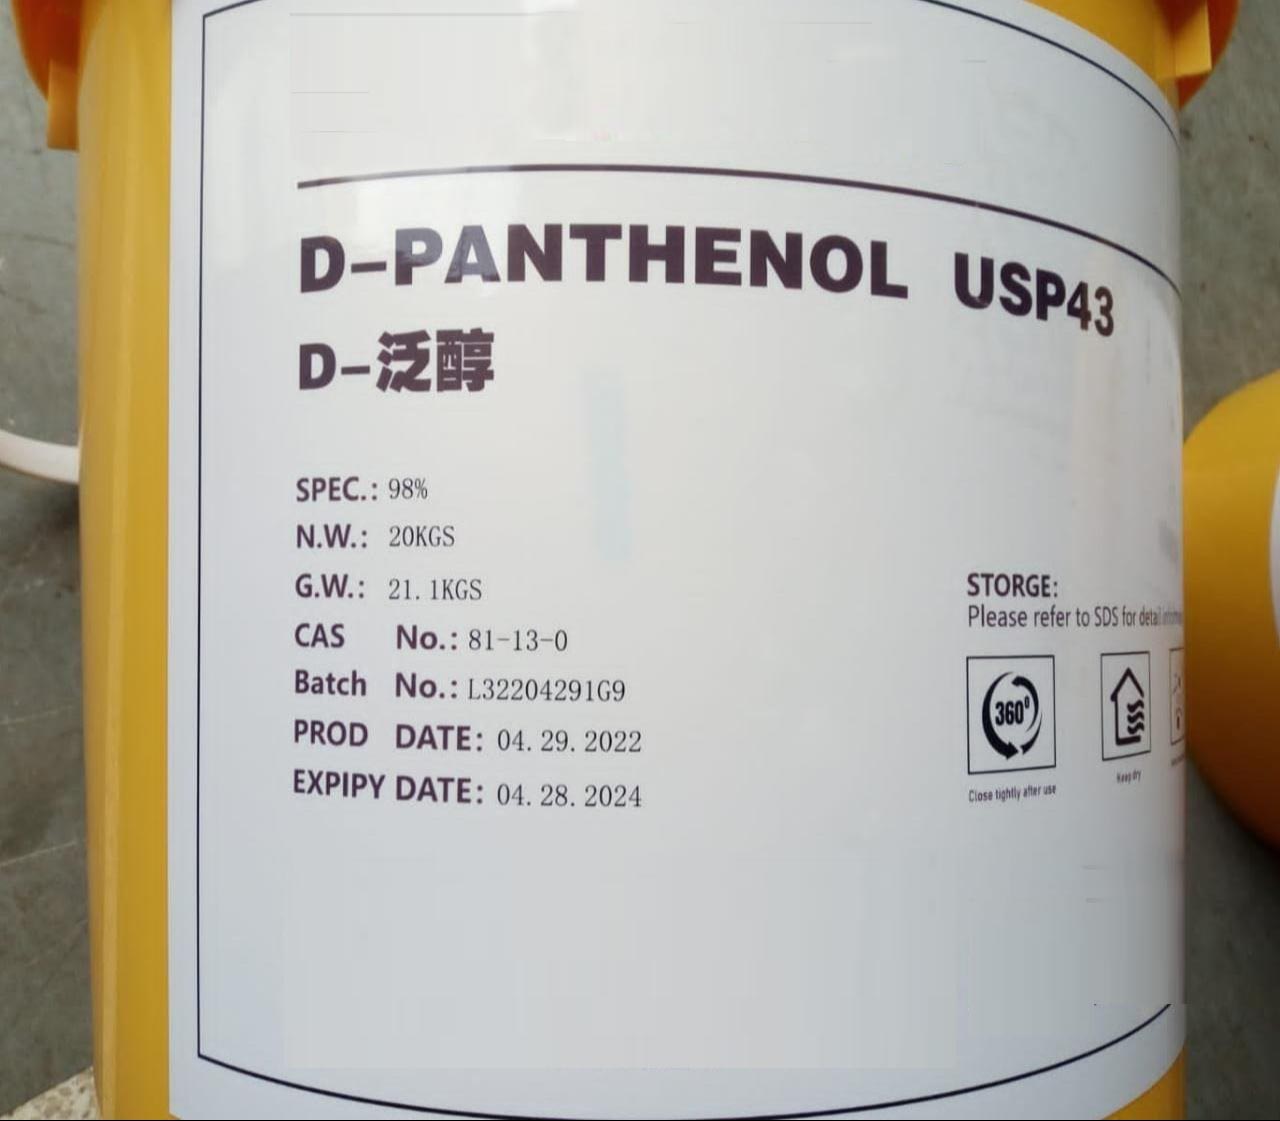 D-PANTHENOL USP43
D-泛醇
SPEC.: 98%
N.W.: 20KGS
G.W.: 21.1KGS
CAS No.: 81-13-0
Batch No.: L32204291G9
PROD DATE: 04.29.2022
EXPIPY DATE: 04.28.2024
STORGE:
Please refer to SDS for detail
360°
Close tightly after use
Keep dry